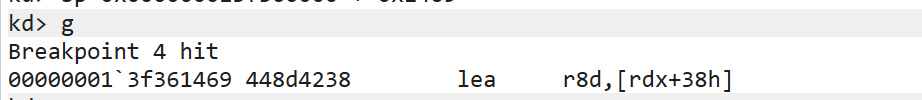 kd> g
Breakpoint 4 hit
00000001`3f361469 448d4238        lea     r8d,[rdx+38h]